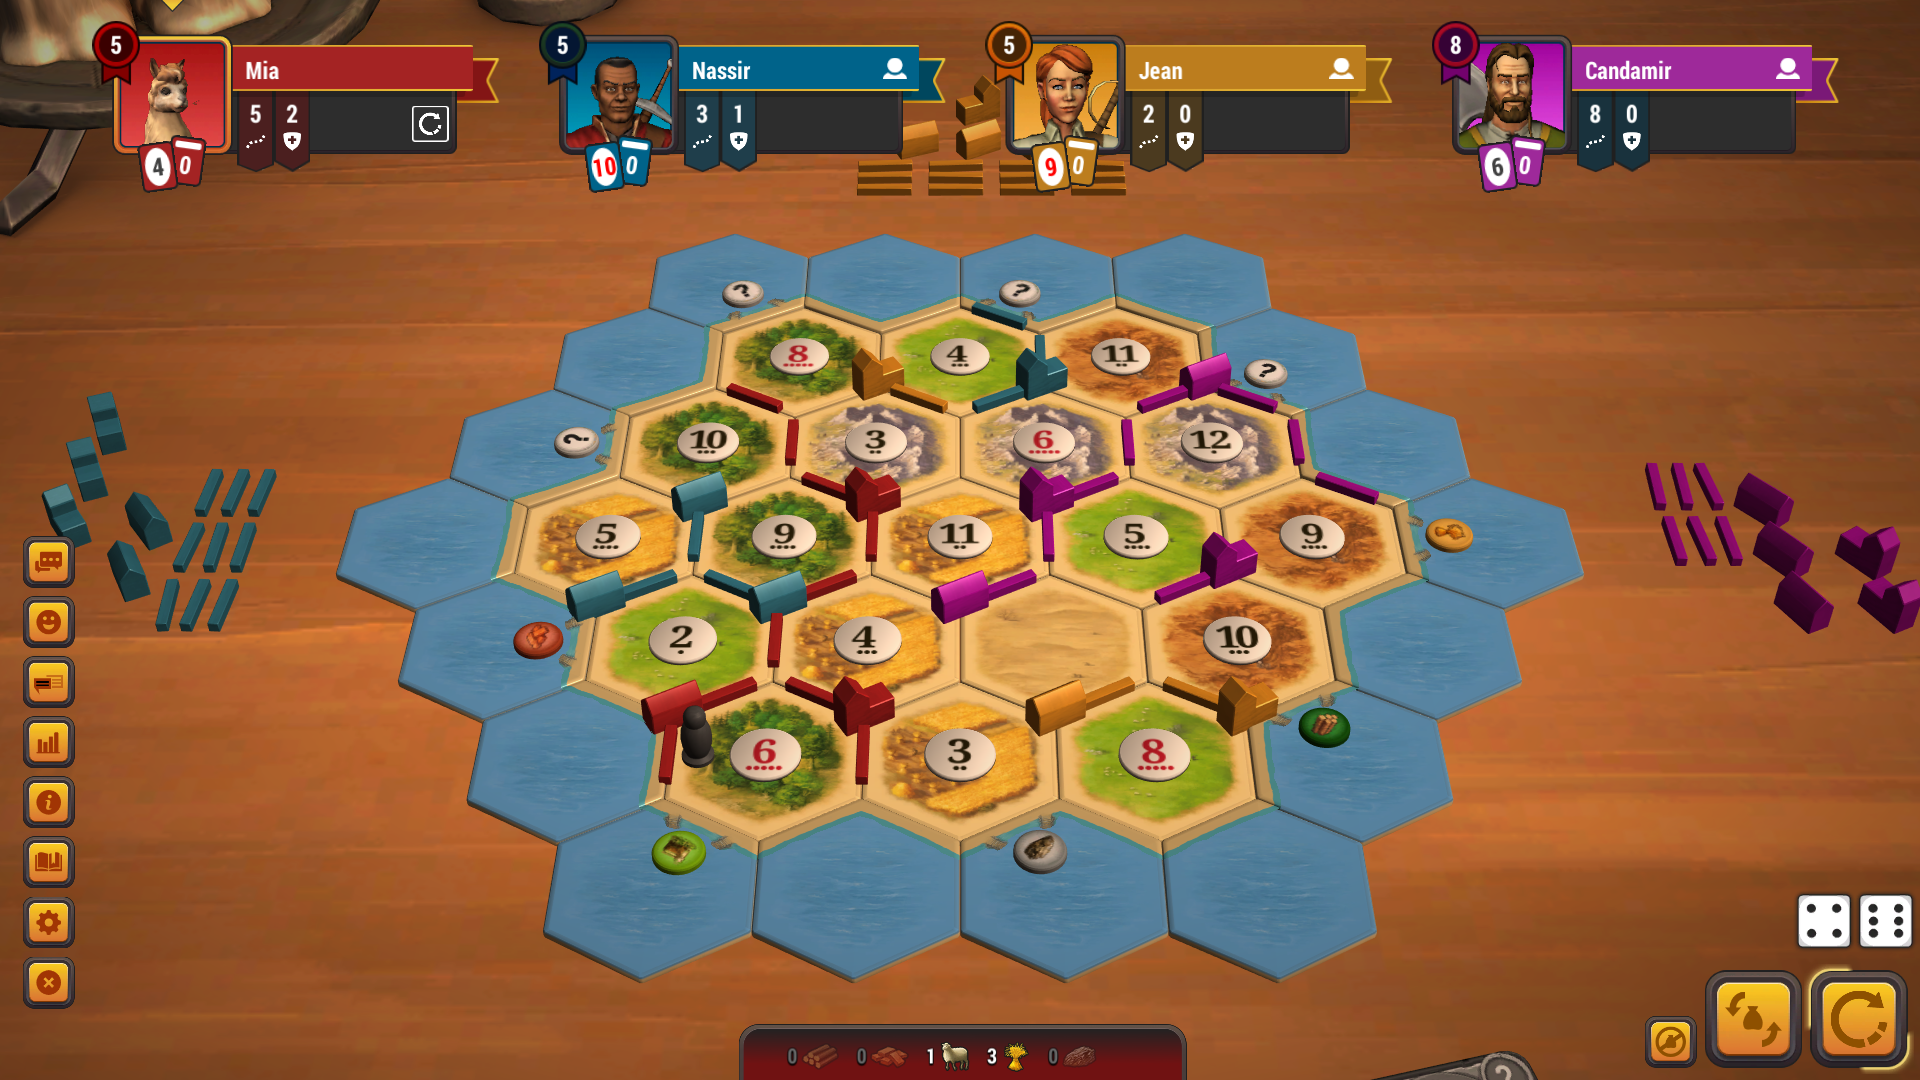 5 Mia
5 2
4 0
5 Nassir
3 1
10 0
5 Jean
2 0
9 0
8 Candamir
8 0
6 0
? ?
8 4 11 ?
? 10 3 6 12
5 9 11 5 9
2 4 10
6 3 8
0 0 1 3 0
?